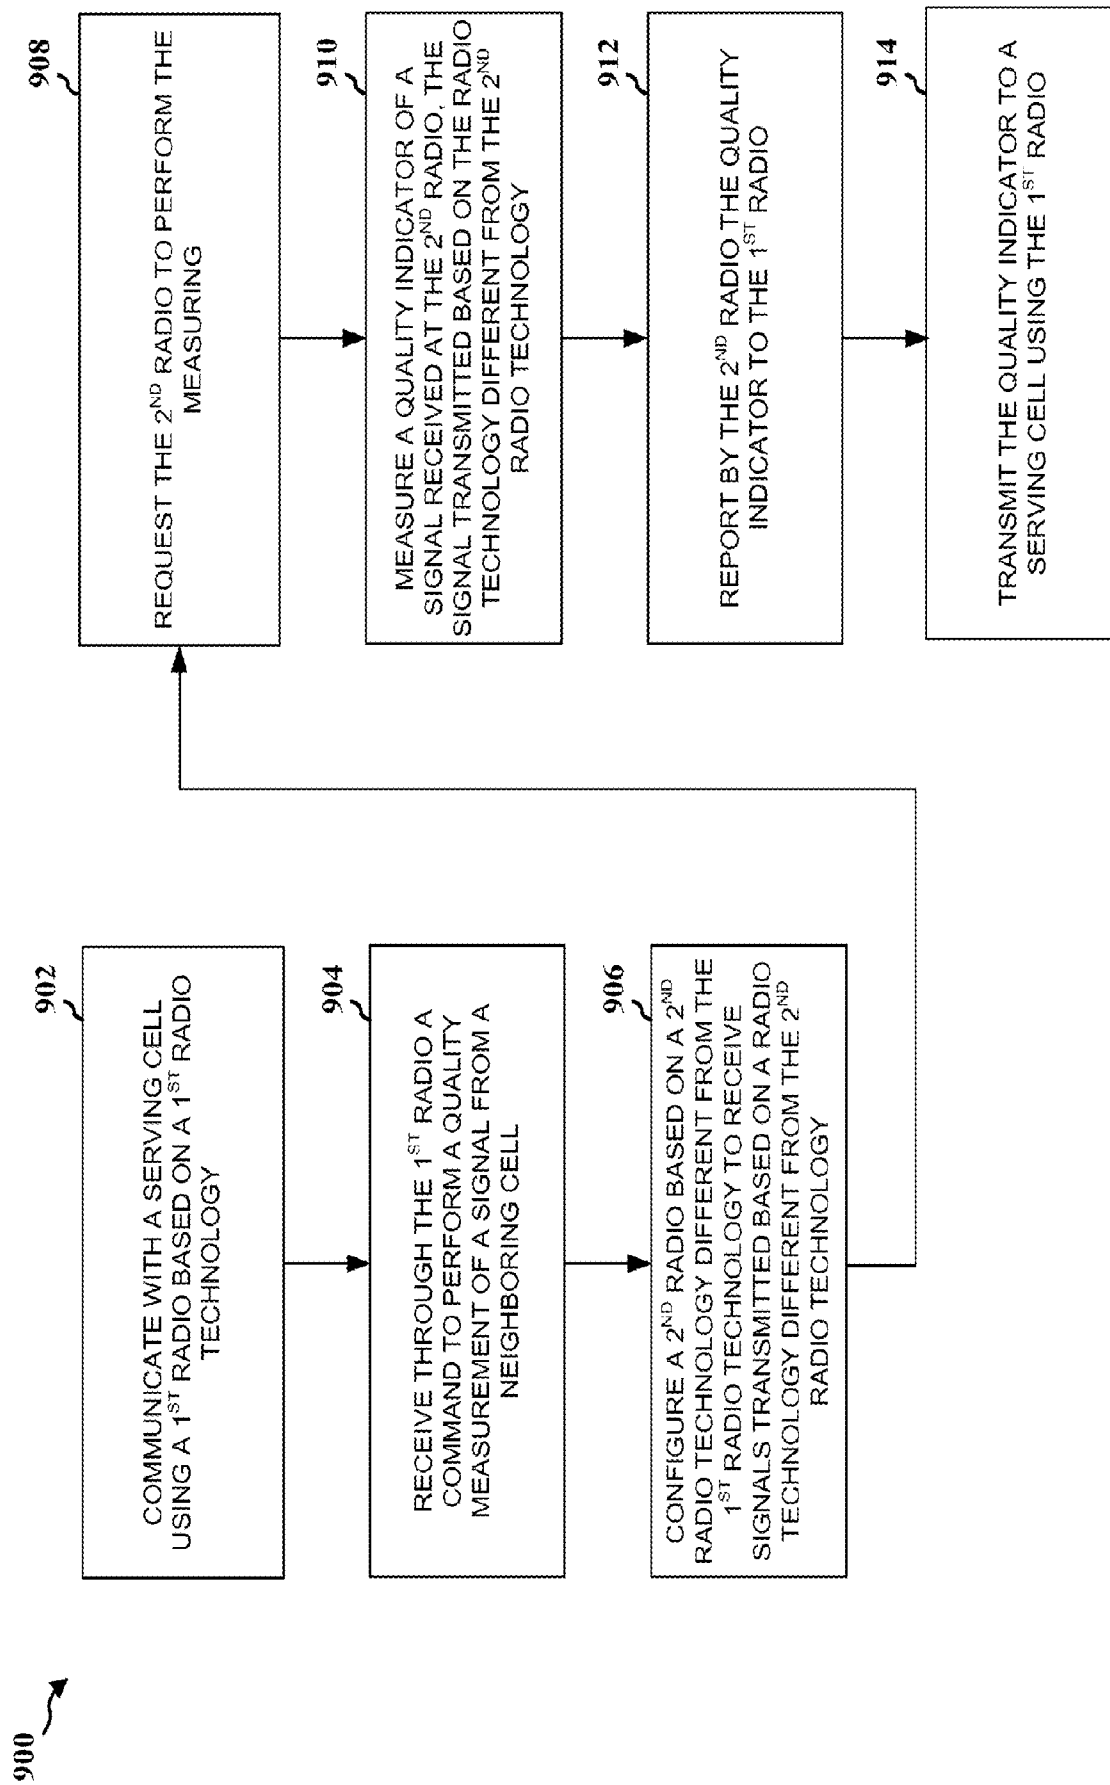 900
902
COMMUNICATE WITH A SERVING CELL
USING A 1ST RADIO BASED ON A 1ST RADIO
TECHNOLOGY
904
RECEIVE THROUGH THE 1ST RADIO A
COMMAND TO PERFORM A QUALITY
MEASUREMENT OF A SIGNAL FROM A
NEIGHBORING CELL
906
CONFIGURE A 2ND RADIO BASED ON A 2ND
RADIO TECHNOLOGY DIFFERENT FROM THE
1ST RADIO TECHNOLOGY TO RECEIVE
SIGNALS TRANSMITTED BASED ON A RADIO
TECHNOLOGY DIFFERENT FROM THE 2ND
RADIO TECHNOLOGY
908
REQUEST THE 2ND RADIO TO PERFORM THE
MEASURING
910
MEASURE A QUALITY INDICATOR OF A
SIGNAL RECEIVED AT THE 2ND RADIO, THE
SIGNAL TRANSMITTED BASED ON THE RADIO
TECHNOLOGY DIFFERENT FROM THE 2ND
RADIO TECHNOLOGY
912
REPORT BY THE 2ND RADIO THE QUALITY
INDICATOR TO THE 1ST RADIO
914
TRANSMIT THE QUALITY INDICATOR TO A
SERVING CELL USING THE 1ST RADIO